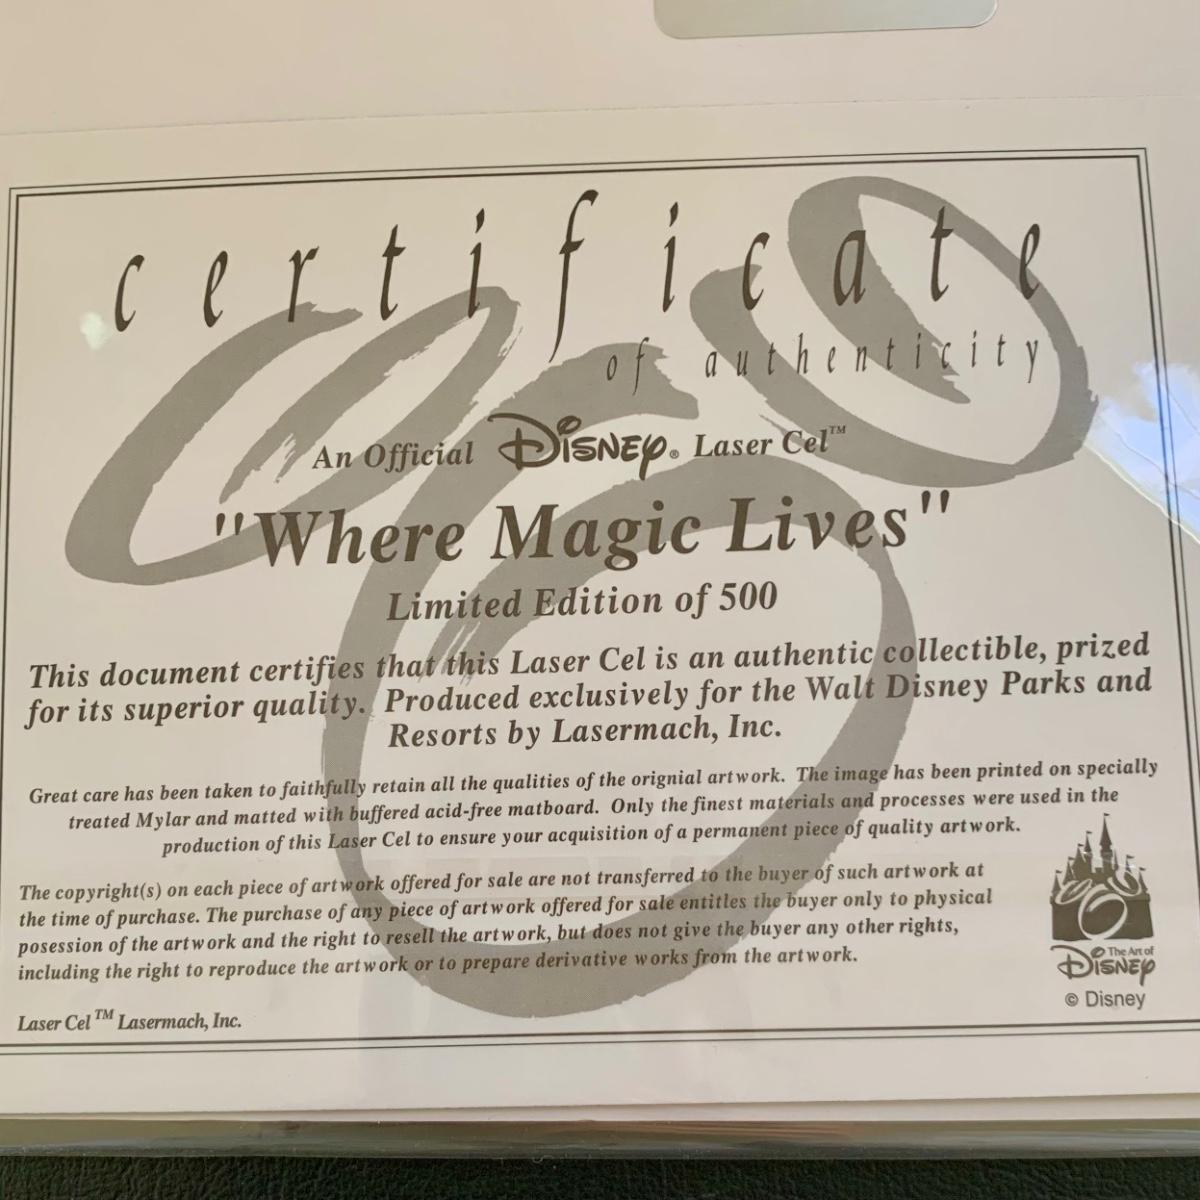 certificate
of authenticity
An Official Disney® Laser Cel™
"Where Magic Lives"
Limited Edition of 500
This document certifies that this Laser Cel is an authentic collectible, prized
for its superior quality. Produced exclusively for the Walt Disney Parks and
Resorts by Lasermach, Inc.
Great care has been taken to faithfully retain all the qualities of the orignial artwork. The image has been printed on specially
treated Mylar and matted with buffered acid-free matboard. Only the finest materials and processes were used in the
production of this Laser Cel to ensure your acquisition of a permanent piece of quality artwork.
The copyright(s) on each piece of artwork offered for sale are not transferred to the buyer of such artwork at
the time of purchase. The purchase of any piece of artwork offered for sale entitles the buyer only to physical
posession of the artwork and the right to resell the artwork, but does not give the buyer any other rights,
including the right to reproduce the artwork or to prepare derivative works from the artwork.
The Art of
Disney
© Disney
Laser Cel™ Lasermach, Inc.